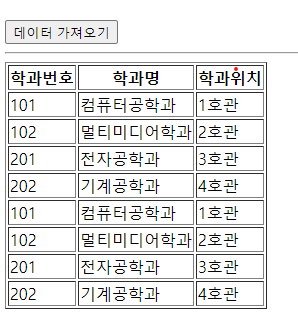 데이터 가져오기
학과번호 학과명 학과위치
101 컴퓨터공학과 1호관
102 멀티미디어학과 2호관
201 전자공학과 3호관
202 기계공학과 4호관
101 컴퓨터공학과 1호관
102 멀티미디어학과 2호관
201 전자공학과 3호관
202 기계공학과 4호관